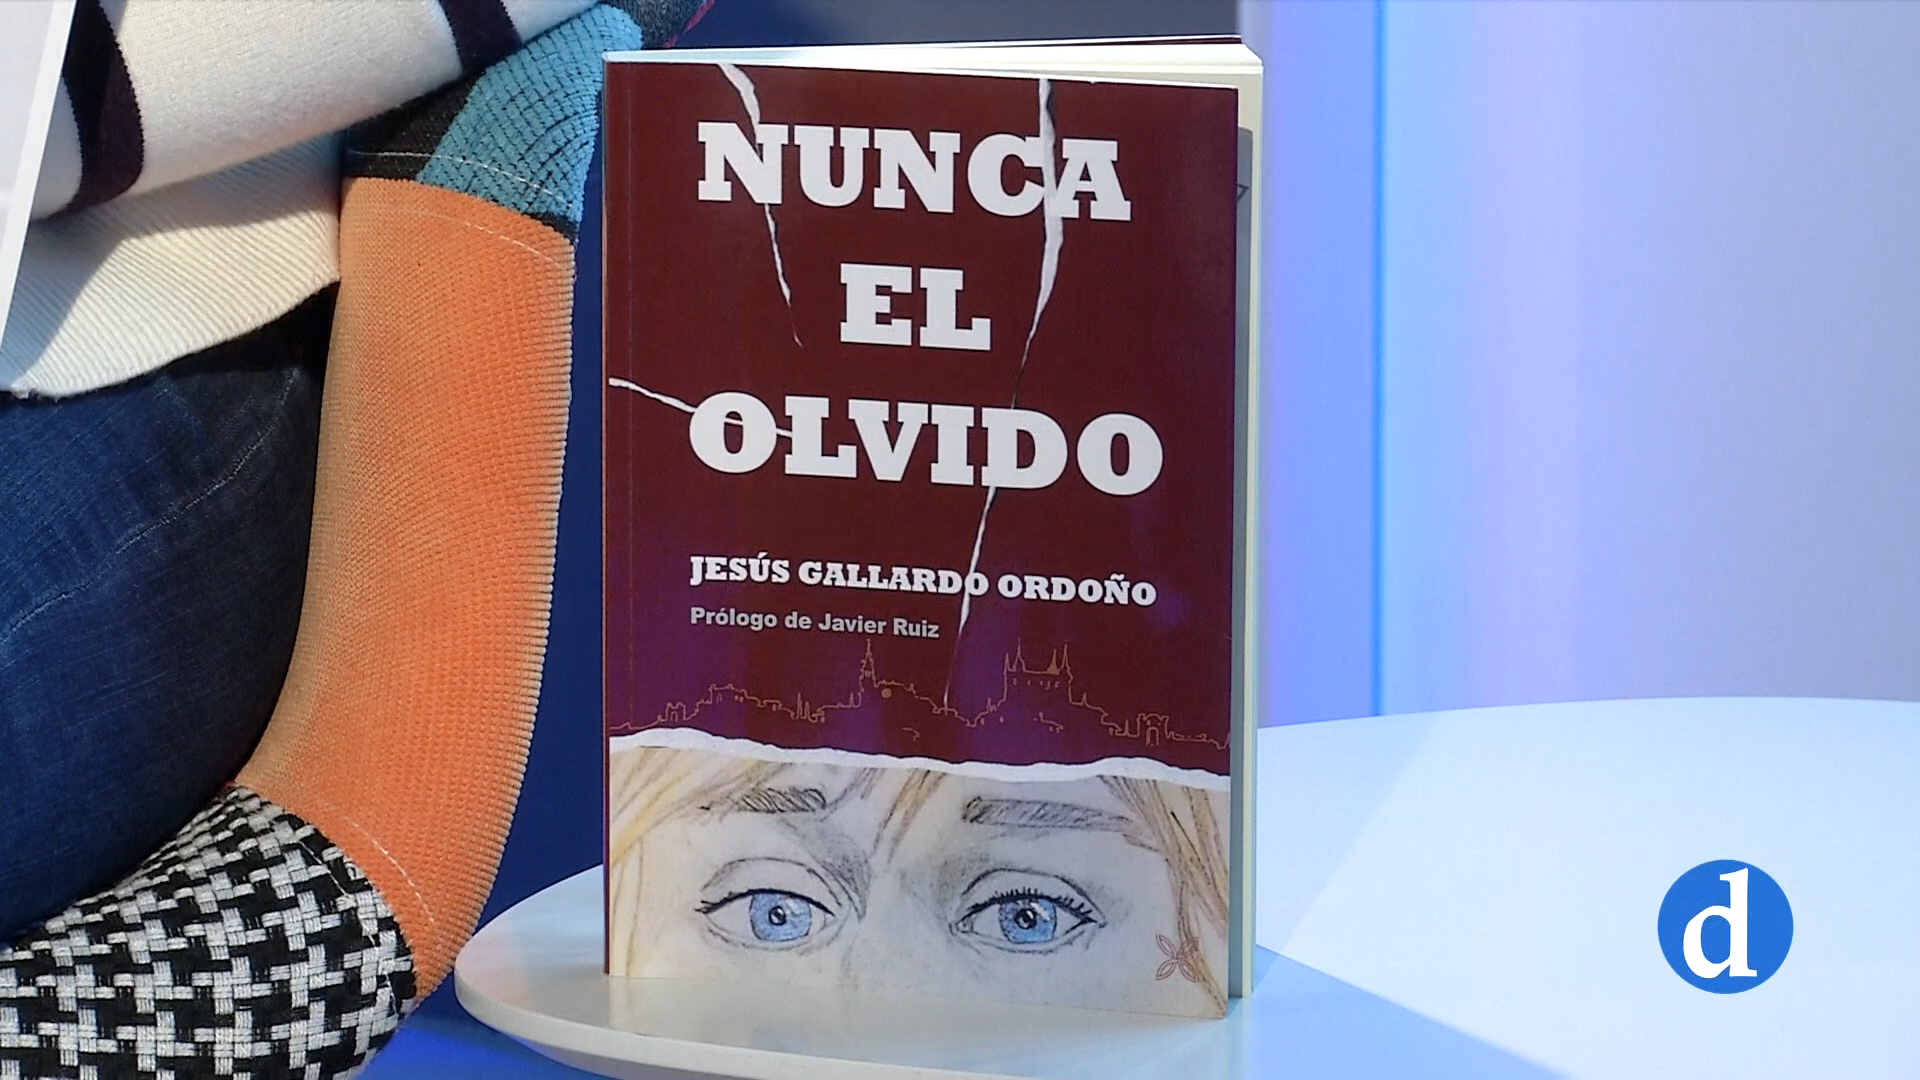 NUNCA
EL
OLVIDO
JESÚS GALLARDO ORDOÑO
Prólogo de Javier Ruiz
d